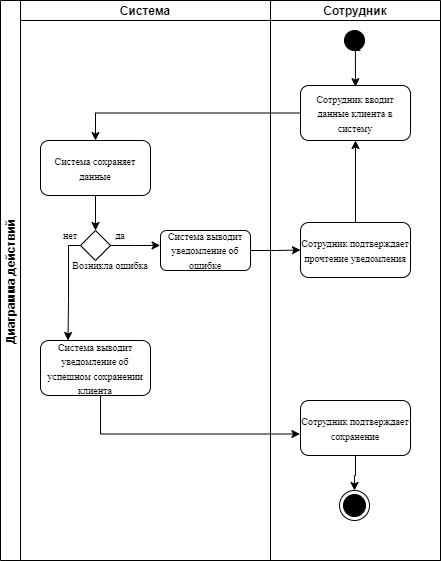 Диаграмма действий
Система
Сотрудник
Сотрудник вводит
данные клиента в
систему
Система сохраняет
данные
нет
да
Возникла ошибка
Система выводит
уведомление об
ошибке
Сотрудник подтверждает
прочтение уведомления
Система выводит
уведомление об
успешном сохранении
клиента
Сотрудник подтверждает
сохранение